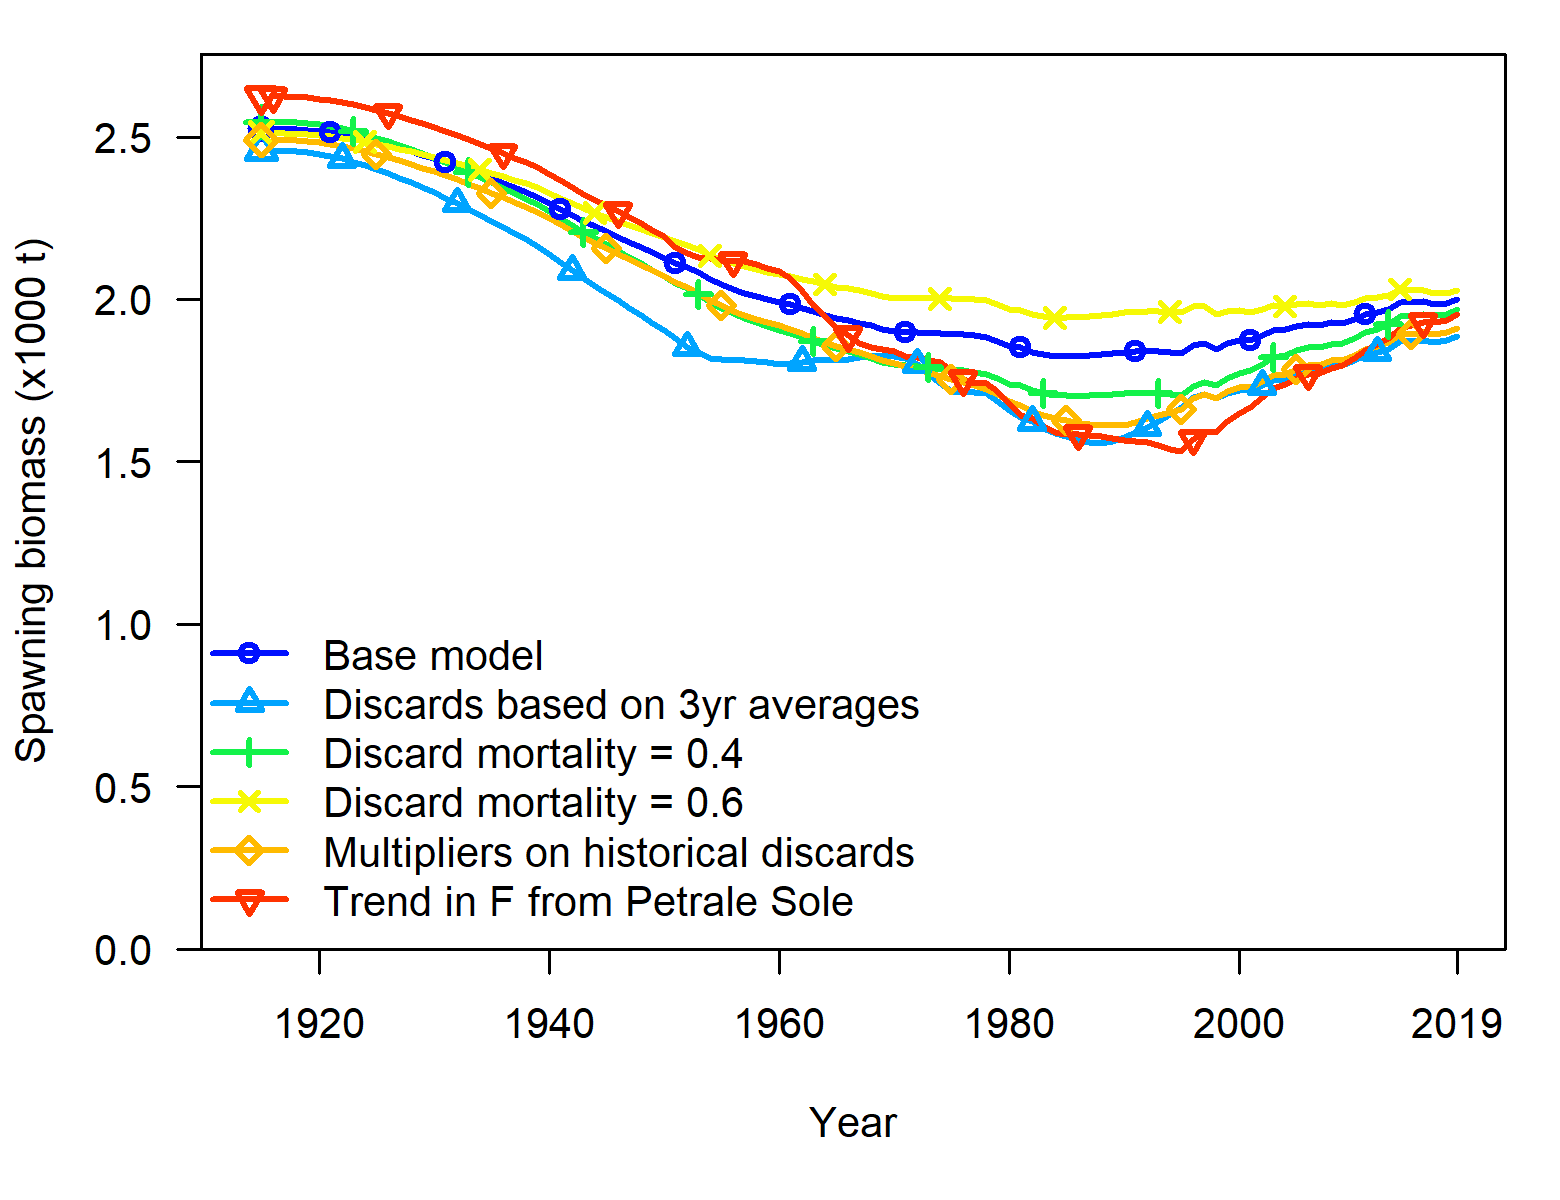 Spawning biomass (x1000 t)
2.5
2.0
1.5
1.0
0.5
0.0
Base model
Discards based on 3yr averages
Discard mortality = 0.4
Discard mortality = 0.6
Multipliers on historical discards
Trend in F from Petrale Sole
1920 1940 1960 1980 2000 2019
Year